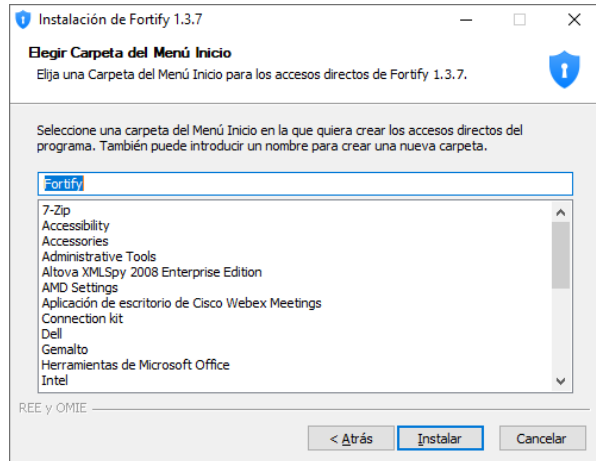 Instalación de Fortify 1.3.7
Elegir Carpeta del Menú Inicio
Elija una Carpeta del Menú Inicio para los accesos directos de Fortify 1.3.7.
Seleccione una carpeta del Menú Inicio en la que quiera crear los accesos directos del
programa. También puede introducir un nombre para crear una nueva carpeta.
Fortify
7-Zip
Accessibility
Accessories
Administrative Tools
Altova XMLSpy 2008 Enterprise Edition
AMD Settings
Aplicación de escritorio de Cisco Webex Meetings
Connection kit
Dell
Gemalto
Herramientas de Microsoft Office
Intel
REE y OMIE
< Atrás Instalar Cancelar